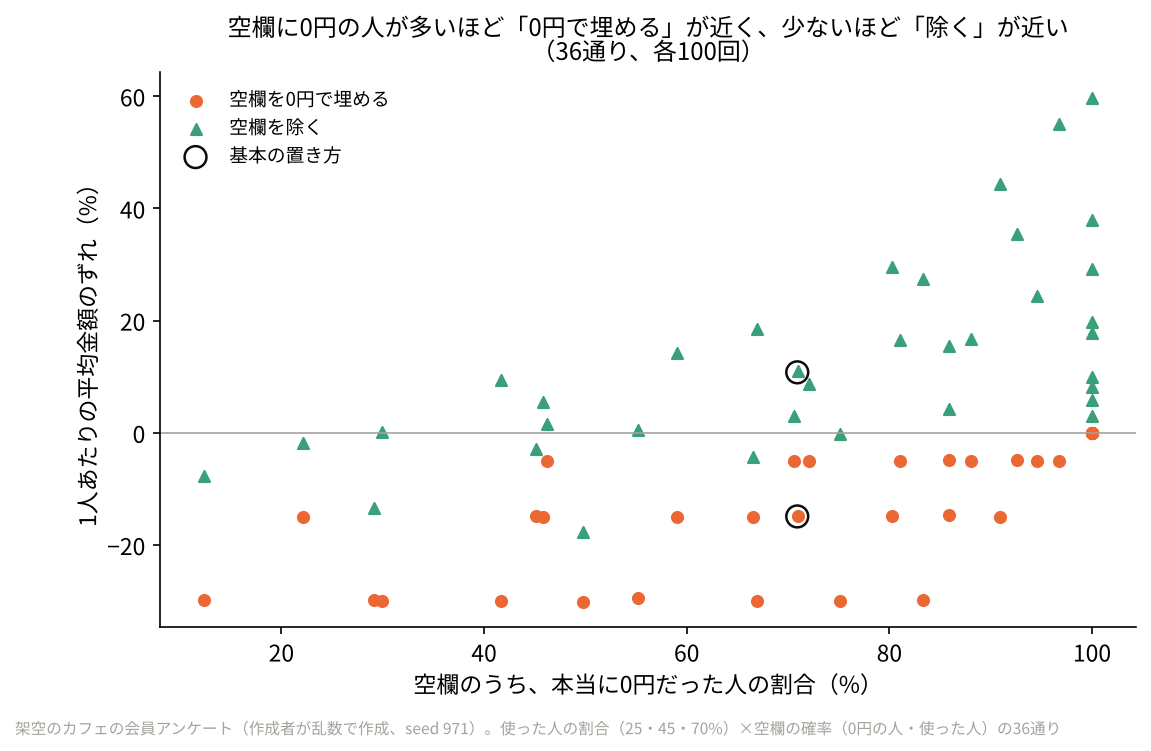 空欄に0円の人が多いほど「0円で埋める」が近く、少ないほど「除く」が近い
（36通り、各100回）
空欄を0円で埋める
空欄を除く
基本の置き方
1人あたりの平均金額のずれ（%）
60
40
20
0
−20
20
40
60
80
100
空欄のうち、本当に0円だった人の割合（%）
架空のカフェの会員アンケート（作成者が乱数で作成、seed 971）。使った人の割合（25・45・70%）×空欄の確率（0円の人・使った人）の36通り